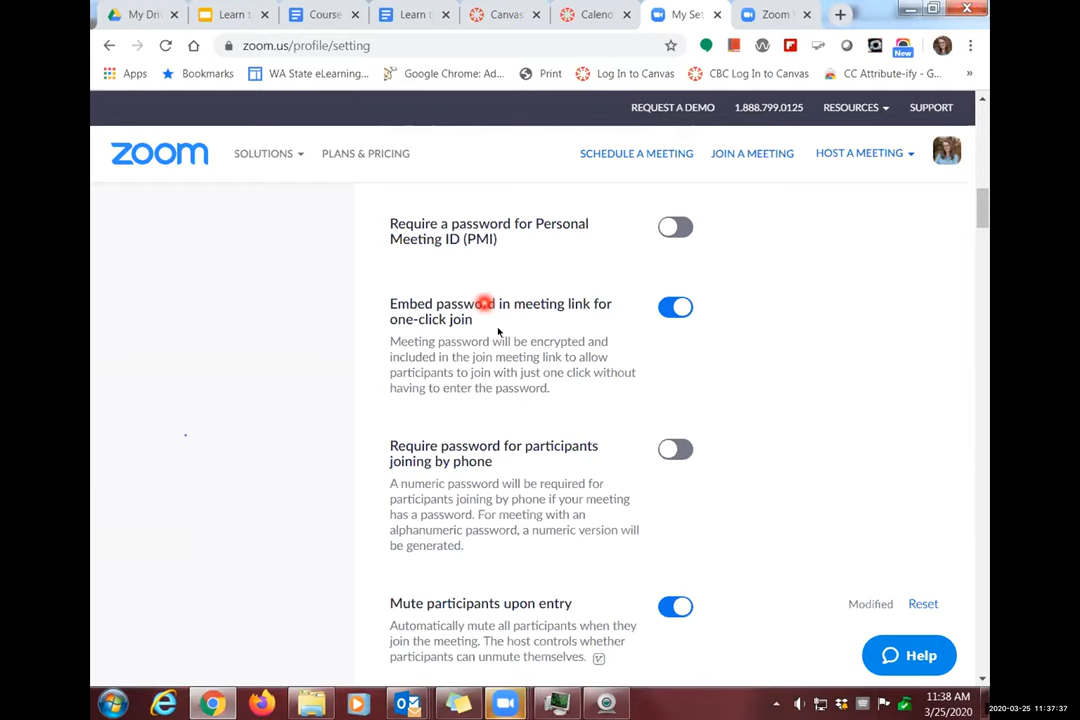 My Dri
Learn t
Course
Learn t
Canvas
Calend
My Set
Zoom
zoom.us/profile/setting
New
Apps
Bookmarks
WA State eLearning...
Google Chrome: Ad...
Print
Log In to Canvas
CBC Log In to Canvas
CC Attribute-ify - G...
»
REQUEST A DEMO
1.888.799.0125
RESOURCES
SUPPORT
zoom
SOLUTIONS
PLANS & PRICING
SCHEDULE A MEETING
JOIN A MEETING
HOST A MEETING
Require a password for Personal
Meeting ID (PMI)
Embed password in meeting link for
one-click join
Meeting password will be encrypted and
included in the join meeting link to allow
participants to join with just one click without
having to enter the password.
Require password for participants
joining by phone
A numeric password will be required for
participants joining by phone if your meeting
has a password. For meeting with an
alphanumeric password, a numeric version will
be generated.
Mute participants upon entry
Modified
Reset
Automatically mute all participants when they
join the meeting. The host controls whether
participants can unmute themselves.
Help
11:38 AM
3/25/2020
2020-03-25 11:37:37